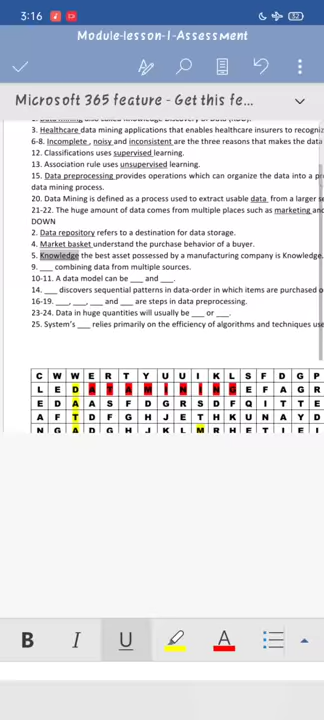 3:16
32
Module-lesson-1-Assessment
Microsoft 365 feature - Get this fe...
3. Healthcare data mining applications that enables healthcare insurers to recogni
6-8. Incomplete , noisy and inconsistent are the three reasons that makes the data
12. Classifications uses supervised learning.
13. Association rule uses unsupervised learning.
15. Data preprocessing provides operations which can organize the data into a p
data mining process.
20. Data Mining is defined as a process used to extract usable data from a larger s
21-22. The huge amount of data comes from multiple places such as marketing and
DOWN
2. Data repository refers to a destination for data storage.
4. Market basket understand the purchase behavior of a buyer.
5. Knowledge the best asset possessed by a manufacturing company is Knowledge.
9. ___ combining data from multiple sources.
10-11. A data model can be ___ and ___.
14. ___ discovers sequential patterns in data-order in which items are purchased o
16-19. ___, ___, ___ and ___ are steps in data preprocessing.
23-24. Data in huge quantities will usually be ___ or ___.
25. System's ___ relies primarily on the efficiency of algorithms and techniques use
C W W E R T Y U U I K L S F D G P
L E D A T A M I N I N G E F A G R
E D A A S F D G R S D F Q I T T E
A F T D F G H J E T H K U N A Y D
N G A D G H J K L M R H E T I E I
B I U A